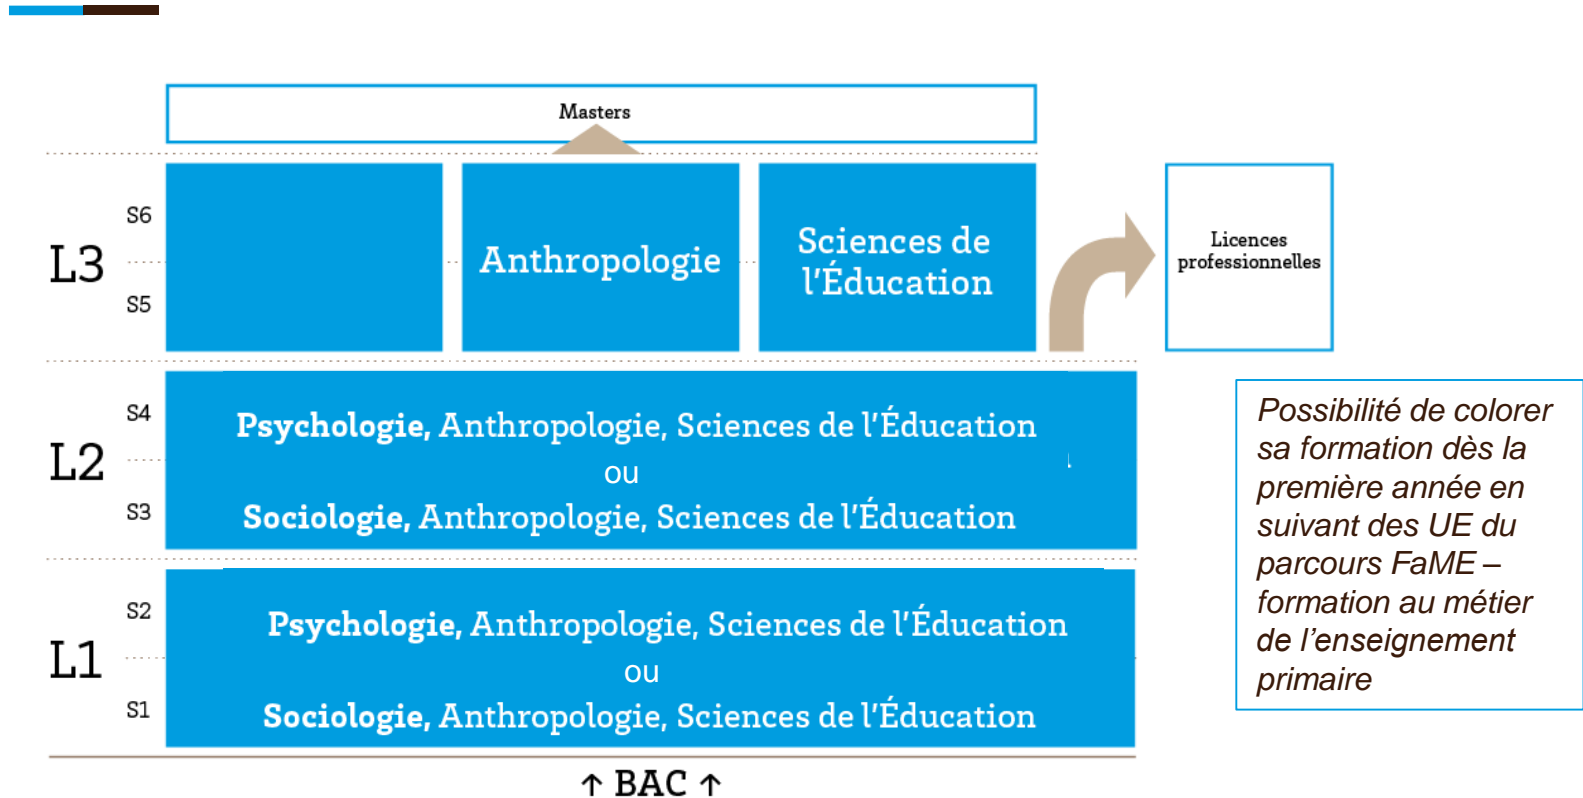 Masters
L3
S6
S5
Anthropologie
Sciences de
l'Éducation
Licences
professionnelles
L2
S4
S3
Psychologie, Anthropologie, Sciences de l'Éducation
ou
Sociologie, Anthropologie, Sciences de l'Éducation
L1
S2
S1
Psychologie, Anthropologie, Sciences de l'Éducation
ou
Sociologie, Anthropologie, Sciences de l'Éducation
↑ BAC ↑
Possibilité de colorer
sa formation dès la
première année en
suivant des UE du
parcours FaME –
formation au métier
de l’enseignement
primaire